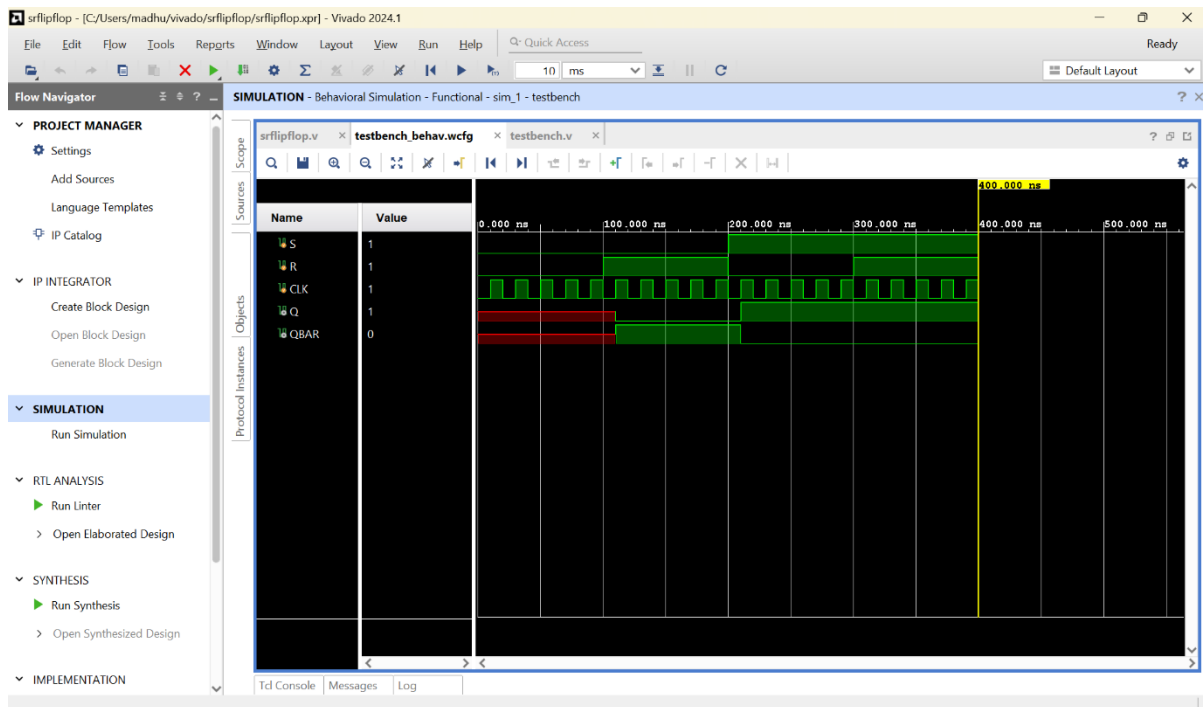 srflipflop - [C:/Users/madhu/vivado/srflipflop/srflipflop.xpr] - Vivado 2024.1
File Edit Flow Tools Reports Window Layout View Run Help Q- Quick Access Ready
10 ms Default Layout
Flow Navigator
SIMULATION - Behavioral Simulation - Functional - sim_1 - testbench
PROJECT MANAGER
Settings
Add Sources
Language Templates
IP Catalog
IP INTEGRATOR
Create Block Design
Open Block Design
Generate Block Design
SIMULATION
Run Simulation
RTL ANALYSIS
Run Linter
Open Elaborated Design
SYNTHESIS
Run Synthesis
Open Synthesized Design
IMPLEMENTATION
Scope
Sources
Objects
Protocol Instances
srflipflop.v testbench_behav.wcfg testbench.v
400.000 ns
Name Value
0.000 ns 100.000 ns 200.000 ns 300.000 ns 400.000 ns 500.000 ns
S 1
R 1
CLK 1
Q 1
QBAR 0
Tcl Console Messages Log